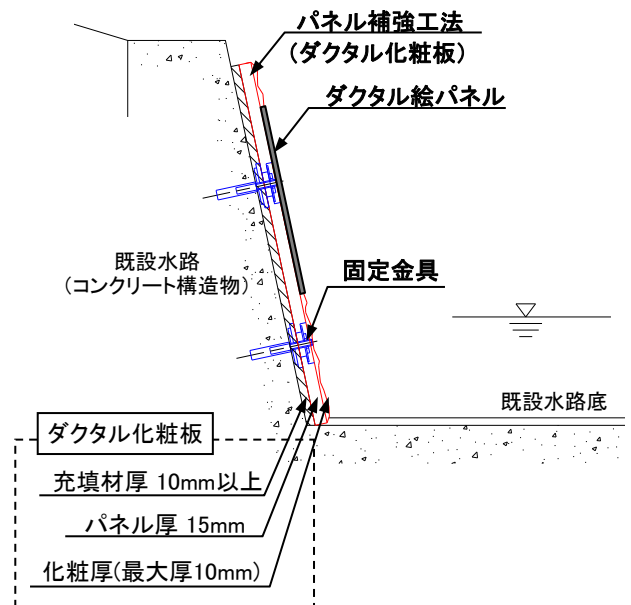 パネル補強工法
(ダクタル化粧板)
ダクタル絵パネル
既設水路
(コンクリート構造物)
固定金具
既設水路底
ダクタル化粧板
充填材厚 10mm以上
パネル厚 15mm
化粧厚(最大厚10mm)